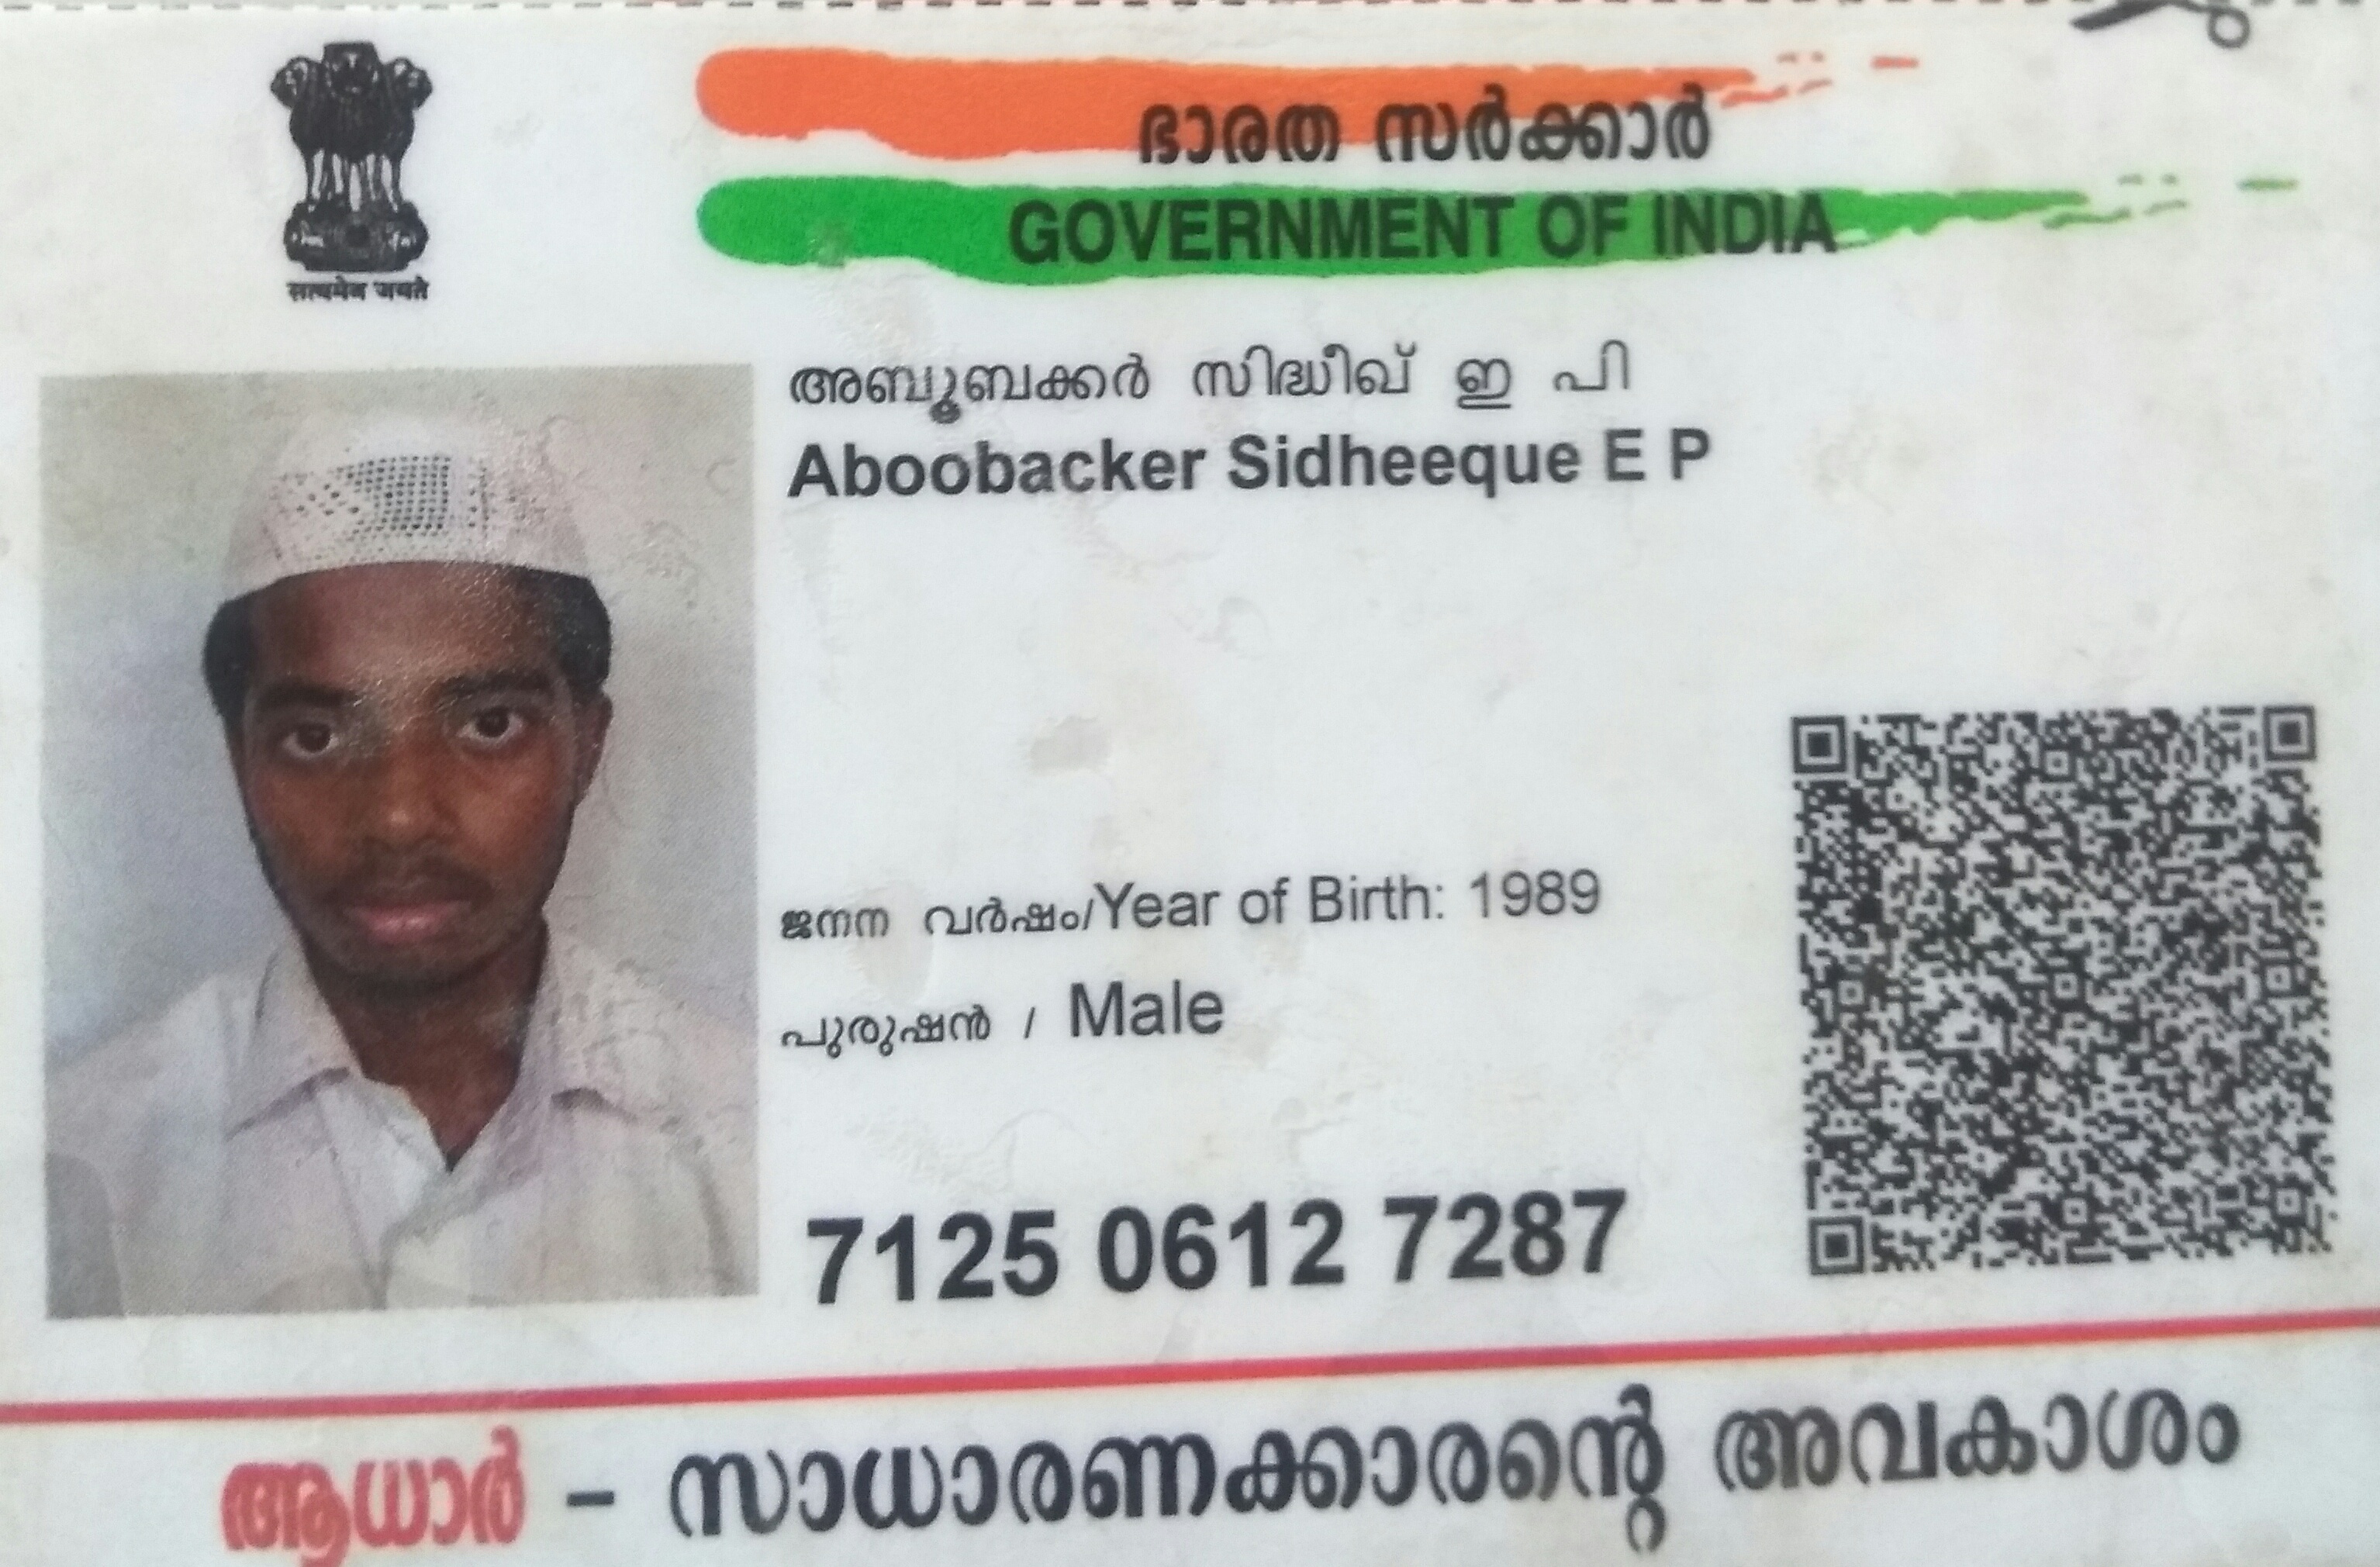 सत्यमेव जयते
ഭാരത സർക്കാർ
GOVERNMENT OF INDIA
അബൂബക്കർ സിദ്ധീഖ് ഇ പി
Aboobacker Sidheeque E P
ജനന വർഷം/Year of Birth: 1989
പുരുഷൻ / Male
7125 0612 7287
ആധാർ – സാധാരണക്കാരന്റെ അവകാശം